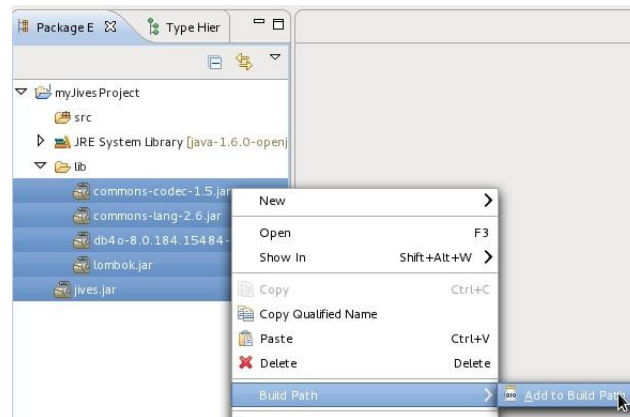 Package E Type Hier
myJives Project
src
JRE System Library [java-1.6.0-openj
lib
commons-codec-1.5.jar
commons-lang-2.6.jar
db4o-8.0.184.15484-
lombok.jar
jives.jar
New
Open F3
Show In Shift+Alt+W
Copy Ctrl+C
Copy Qualified Name
Paste Ctrl+V
Delete Delete
Build Path
Add to Build Path